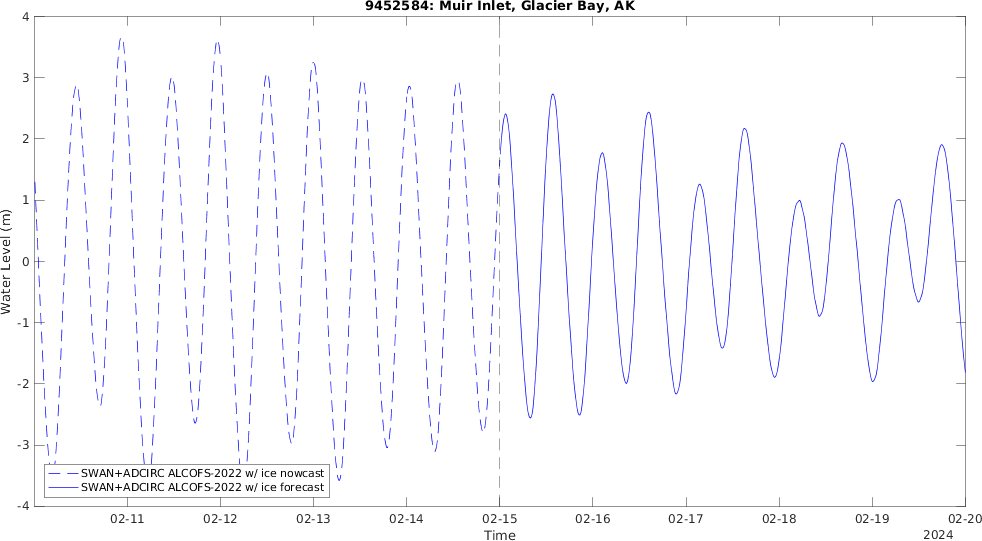 9452584: Muir Inlet, Glacier Bay, AK
4
3
2
1
0
-1
-2
-3
-4
Water Level (m)
SWAN+ADCIRC ALCOFS-2022 w/ ice nowcast
SWAN+ADCIRC ALCOFS-2022 w/ ice forecast
02-11 02-12 02-13 02-14 02-15 02-16 02-17 02-18 02-19 02-20
Time
2024